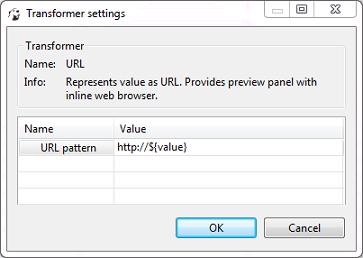 Transformer settings
Transformer
Name: URL
Info: Represents value as URL. Provides preview panel with
inline web browser.
Name Value
URL pattern http://${value}
OK Cancel